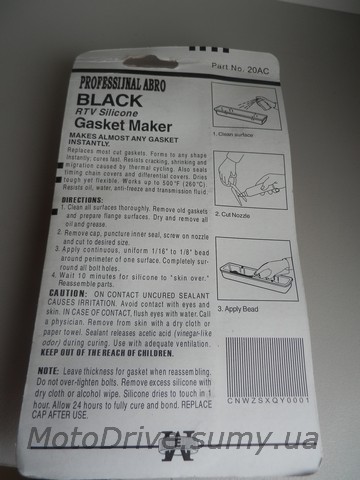 Part No. 20AC
PROFESSIJNAL ABRO
BLACK
RTV Silicone
Gasket Maker
MAKES ALMOST ANY GASKET
INSTANTLY.
Replaces most cut gaskets. Forms to any shape
instantly; cures fast. Resists cracking, shrinking and
migration caused by thermal cycling. Also seals
timing chain covers and differential covers. Dries
tough yet flexible. Works up to 500°F (260°C).
Resists oil, water, anti-freeze and transmission fluid.
DIRECTIONS:
1. Clean all surfaces thoroughly. Remove old gaskets
and prepare flange surfaces. Dry and remove all
oil and grease.
2. Remove cap, puncture inner seal, screw on nozzle
and cut to desired size.
3. Apply continuous, uniform 1/16" to 1/8" bead
around perimeter of one surface. Completely sur-
round all bolt holes.
4. Wait 10 minutes for silicone to "skin over."
Reassemble parts.
CAUTION: ON CONTACT UNCURED SEALANT
CAUSES IRRITATION. Avoid contact with eyes and
skin. IN CASE OF CONTACT, flush eyes with water. Call
a physician. Remove from skin with a dry cloth or
paper towel. Sealant releases acetic acid (vinegar-like
odor) during curing. Use with adequate ventilation.
KEEP OUT OF THE REACH OF CHILDREN.
NOTE: Leave thickness for gasket when reassembling.
Do not over-tighten bolts. Remove excess silicone with
dry cloth or alcohol wipe. Silicone dries to touch in 1
hour. Allow 24 hours to fully cure and bond. REPLACE
CAP AFTER USE.
1. Clean surface
2. Cut Nozzle
3. Apply Bead
CNWZSXQY0001
MotoDrive.sumy.ua